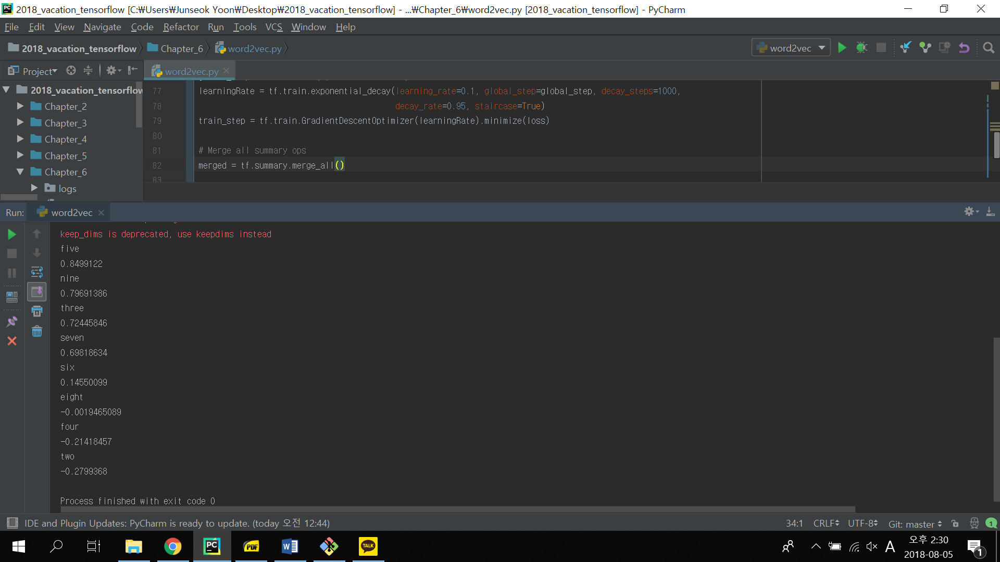 2018_vacation_tensorflow [C:₩Users₩Junseok Yoon₩Desktop₩2018_vacation_tensorflow] - ...₩Chapter_6₩word2vec.py [2018_vacation_tensorflow] - PyCharm
File Edit View Navigate Code Refactor Run Tools VCS Window Help
2018_vacation_tensorflow Chapter_6 word2vec.py word2vec
Project word2vec.py
2018_vacation_tensorflow
Chapter_2
Chapter_3
Chapter_4
Chapter_5
Chapter_6
logs
77 learningRate = tf.train.exponential_decay(learning_rate=0.1, global_step=global_step, decay_steps=1000,
78 decay_rate=0.95, staircase=True)
79 train_step = tf.train.GradientDescentOptimizer(learningRate).minimize(loss)
80
81 # Merge all summary ops
82 merged = tf.summary.merge_all()
83
Run: word2vec
keep_dims is deprecated, use keepdims instead
five
0.8499122
nine
0.79691386
three
0.72445846
seven
0.69818634
six
0.14550099
eight
-0.0019465089
four
-0.21418457
two
-0.2799368
Process finished with exit code 0
IDE and Plugin Updates: PyCharm is ready to update. (today 오전 12:44) 34:1 CRLF UTF-8 Git: master 1
PC PDF W TALK A 오후 2:30
2018-08-05 1